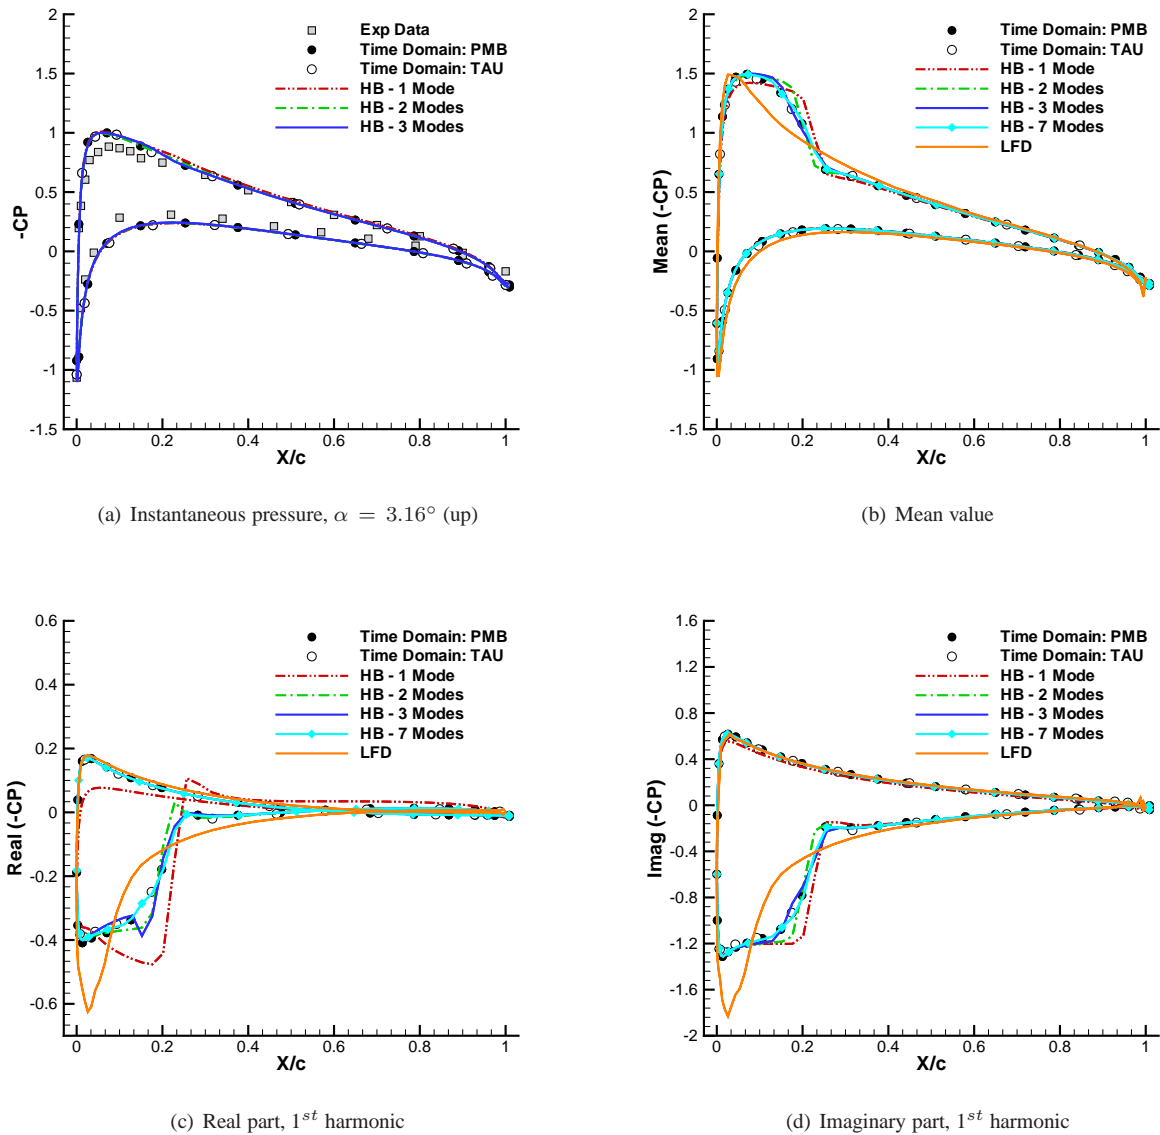 2
1.5
1
0.5
0
-0.5
-1
-1.5
-CP
0 0.2 0.4 0.6 0.8 1
X/c
Exp Data
Time Domain: PMB
Time Domain: TAU
HB - 1 Mode
HB - 2 Modes
HB - 3 Modes
(a) Instantaneous pressure, α = 3.16° (up)
2
1.5
1
0.5
0
-0.5
-1
-1.5
Mean (-CP)
0 0.2 0.4 0.6 0.8 1
X/c
Time Domain: PMB
Time Domain: TAU
HB - 1 Mode
HB - 2 Modes
HB - 3 Modes
HB - 7 Modes
LFD
(b) Mean value
0.6
0.4
0.2
0
-0.2
-0.4
-0.6
Real (-CP)
0 0.2 0.4 0.6 0.8 1
X/c
Time Domain: PMB
Time Domain: TAU
HB - 1 Mode
HB - 2 Modes
HB - 3 Modes
HB - 7 Modes
LFD
(c) Real part, 1st harmonic
1.6
1.2
0.8
0.4
0
-0.4
-0.8
-1.2
-1.6
-2
Imag (-CP)
0 0.2 0.4 0.6 0.8 1
X/c
Time Domain: PMB
Time Domain: TAU
HB - 1 Mode
HB - 2 Modes
HB - 3 Modes
HB - 7 Modes
LFD
(d) Imaginary part, 1st harmonic